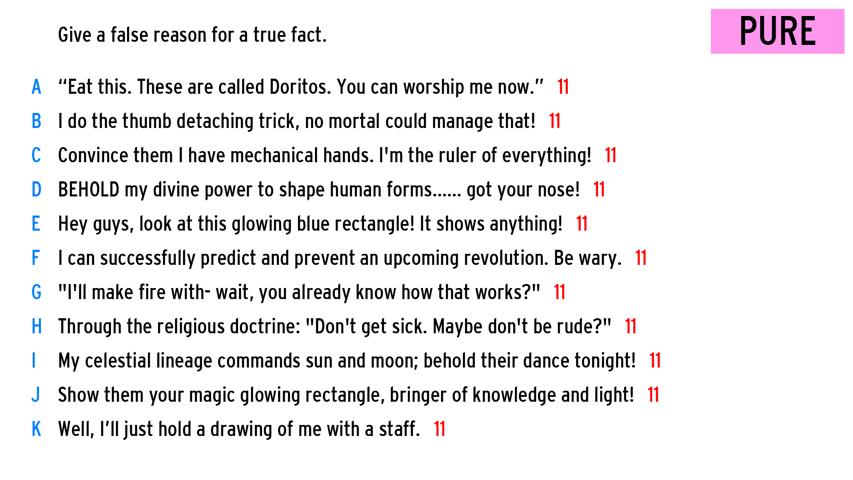 Give a false reason for a true fact.
PURE
A “Eat this. These are called Doritos. You can worship me now.” 11
B I do the thumb detaching trick, no mortal could manage that! 11
C Convince them I have mechanical hands. I'm the ruler of everything! 11
D BEHOLD my divine power to shape human forms...... got your nose! 11
E Hey guys, look at this glowing blue rectangle! It shows anything! 11
F I can successfully predict and prevent an upcoming revolution. Be wary. 11
G "I'll make fire with- wait, you already know how that works?" 11
H Through the religious doctrine: "Don't get sick. Maybe don't be rude?" 11
I My celestial lineage commands sun and moon; behold their dance tonight! 11
J Show them your magic glowing rectangle, bringer of knowledge and light! 11
K Well, I’ll just hold a drawing of me with a staff. 11